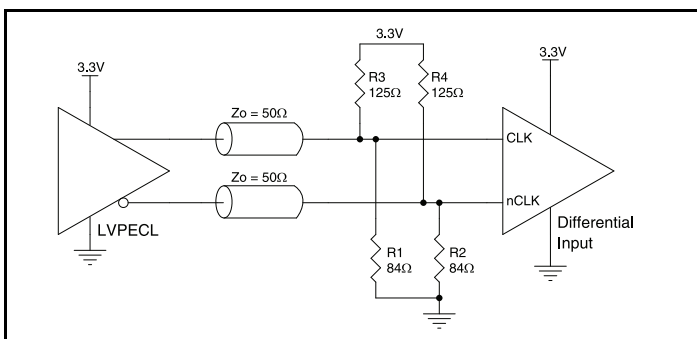 3.3V
3.3V
3.3V
R3
125Ω
R4
125Ω
Zo = 50Ω
CLK
Zo = 50Ω
nCLK
LVPECL
Differential
Input
R1
84Ω
R2
84Ω